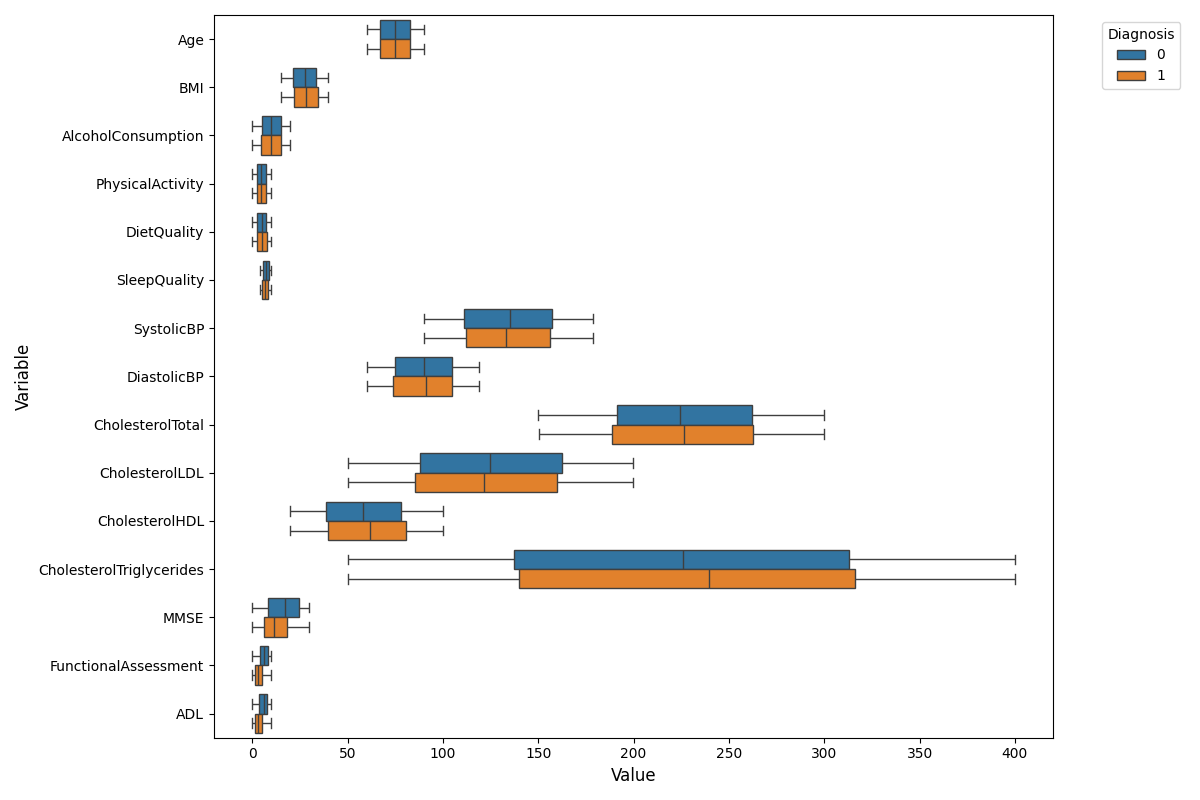 Diagnosis
0
1
Age
BMI
AlcoholConsumption
PhysicalActivity
DietQuality
SleepQuality
SystolicBP
DiastolicBP
CholesterolTotal
CholesterolLDL
CholesterolHDL
CholesterolTriglycerides
MMSE
FunctionalAssessment
ADL
Variable
0 50 100 150 200 250 300 350 400
Value